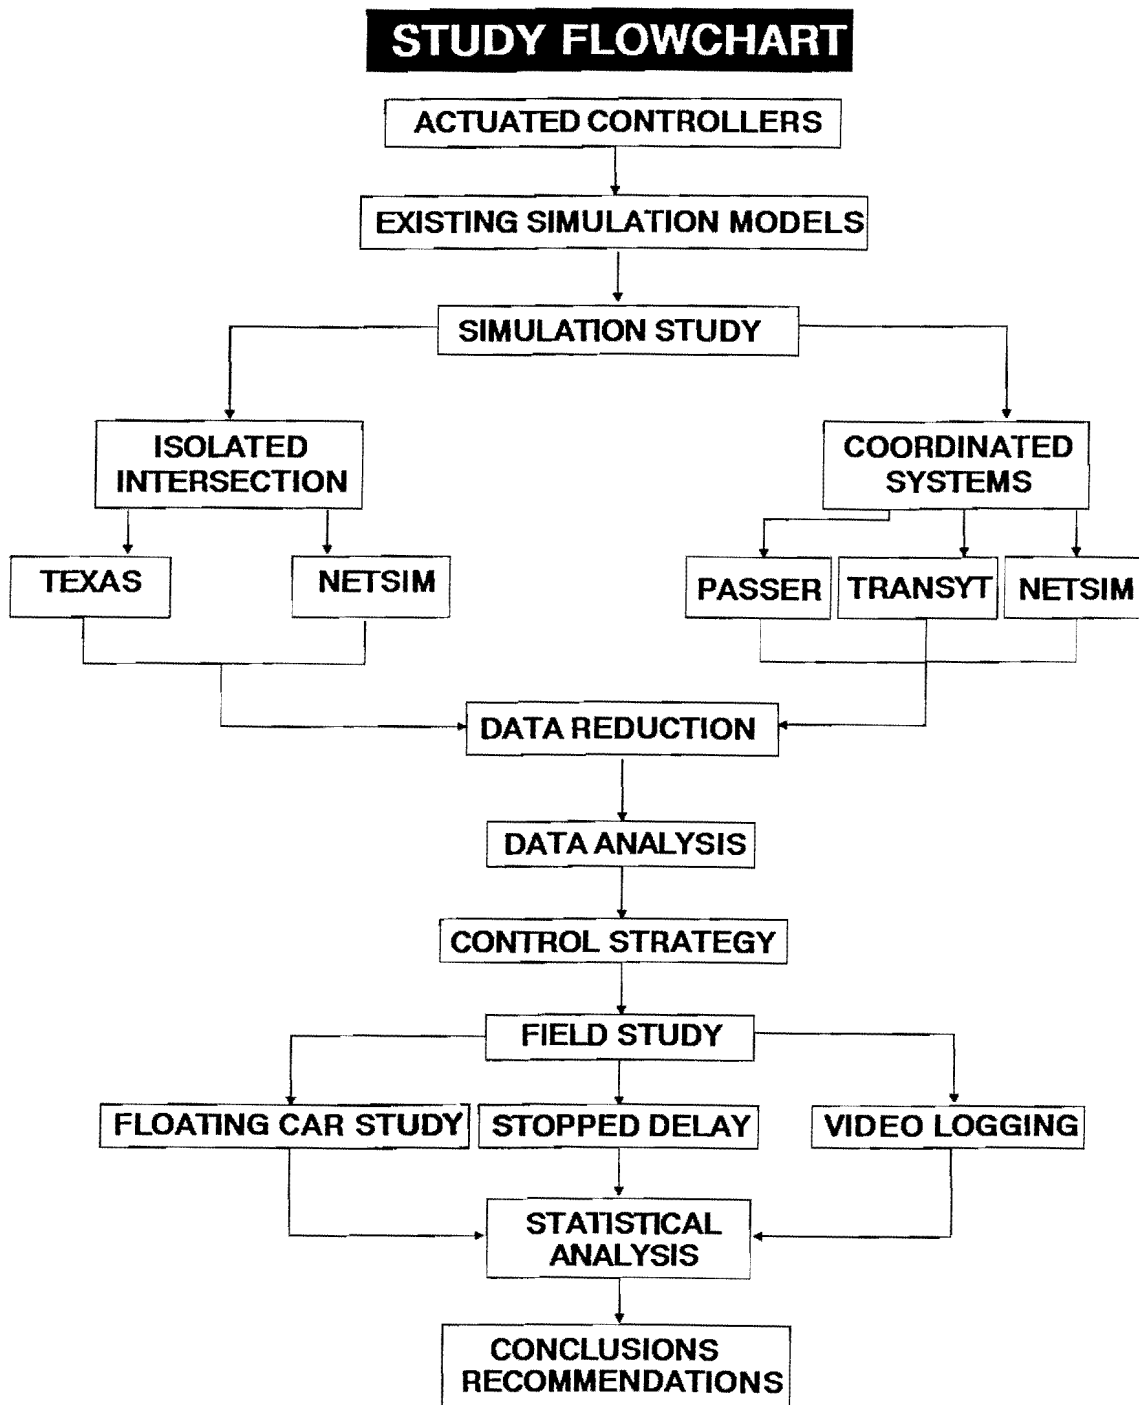 STUDY FLOWCHART
ACTUATED CONTROLLERS
EXISTING SIMULATION MODELS
SIMULATION STUDY
ISOLATED
INTERSECTION
COORDINATED
SYSTEMS
TEXAS
NETSIM
PASSER
TRANSYT
NETSIM
DATA REDUCTION
DATA ANALYSIS
CONTROL STRATEGY
FIELD STUDY
FLOATING CAR STUDY
STOPPED DELAY
VIDEO LOGGING
STATISTICAL
ANALYSIS
CONCLUSIONS
RECOMMENDATIONS